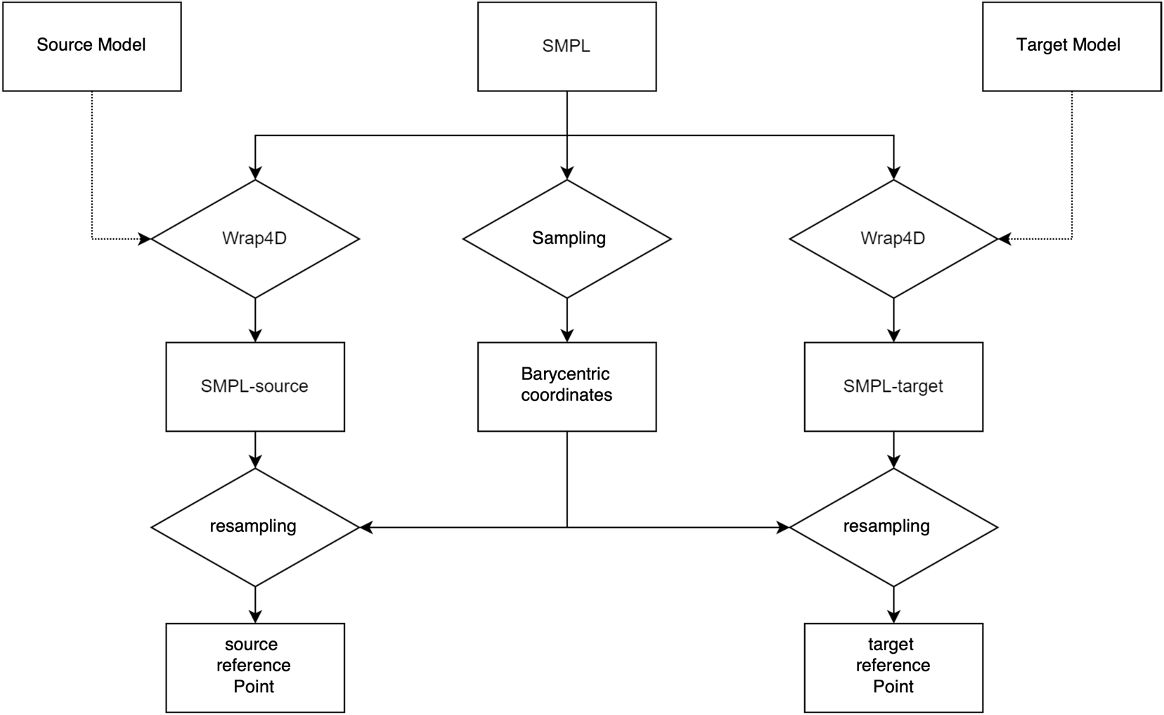 Source Model
SMPL
Target Model
Wrap4D
Sampling
Wrap4D
SMPL-source
Barycentric
coordinates
SMPL-target
resampling
resampling
source
reference
Point
target
reference
Point